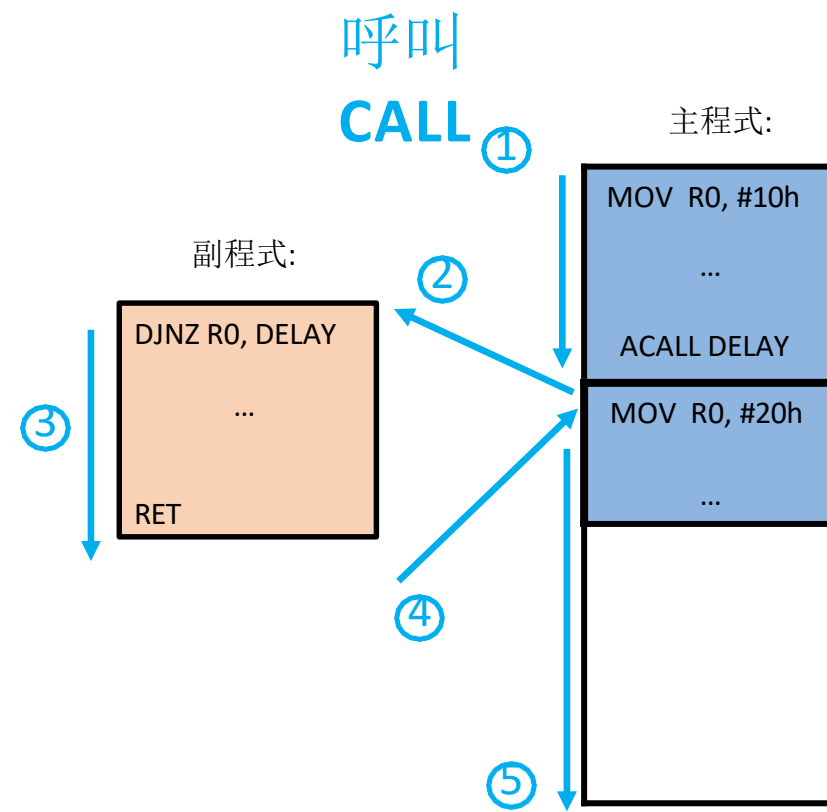 呼叫
CALL
①
主程式:
MOV R0, #10h
…
ACALL DELAY
MOV R0, #20h
…
副程式:
②
DJNZ R0, DELAY
…
RET
③
④
⑤